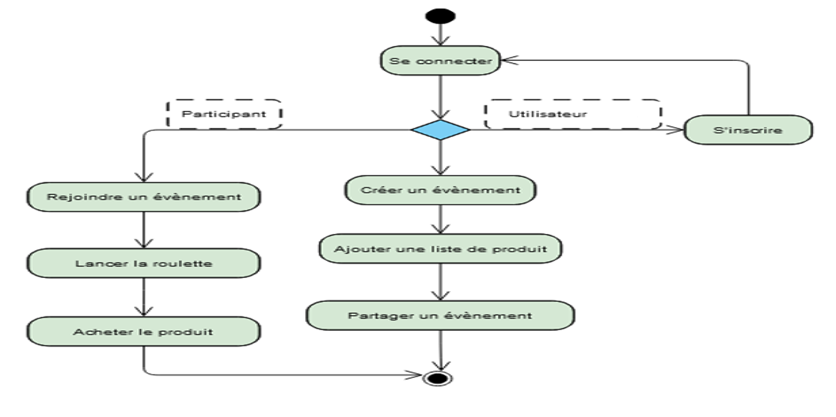 Se connecter
Participant
Utilisateur
S'inscrire
Rejoindre un évènement
Créer un évènement
Ajouter une liste de produit
Lancer la roulette
Partager un évènement
Acheter le produit